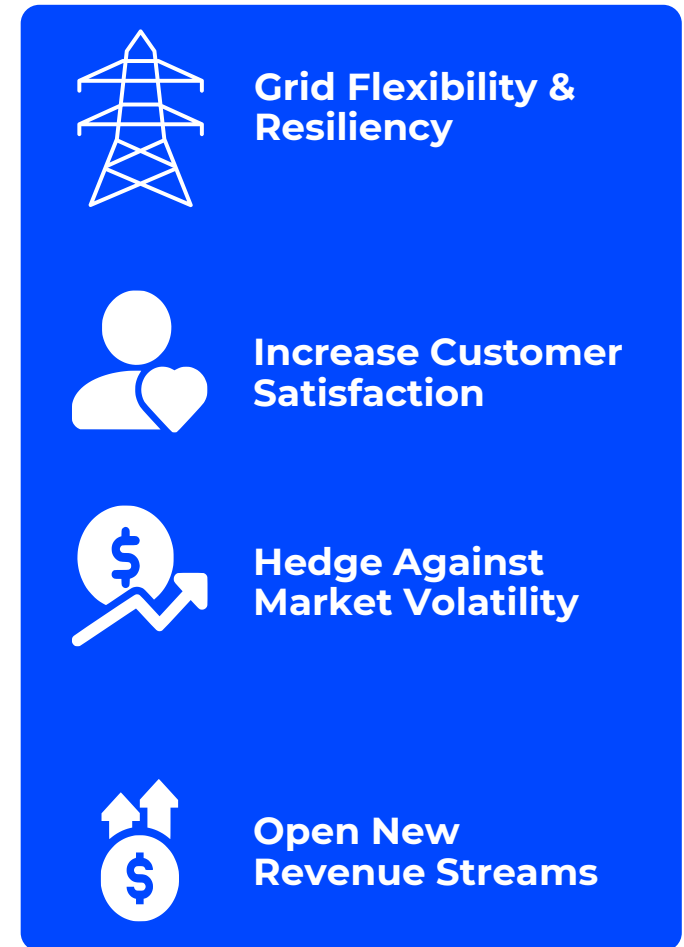 Grid Flexibility &
Resiliency
Increase Customer
Satisfaction
$
Hedge Against
Market Volatility
$
Open New
Revenue Streams